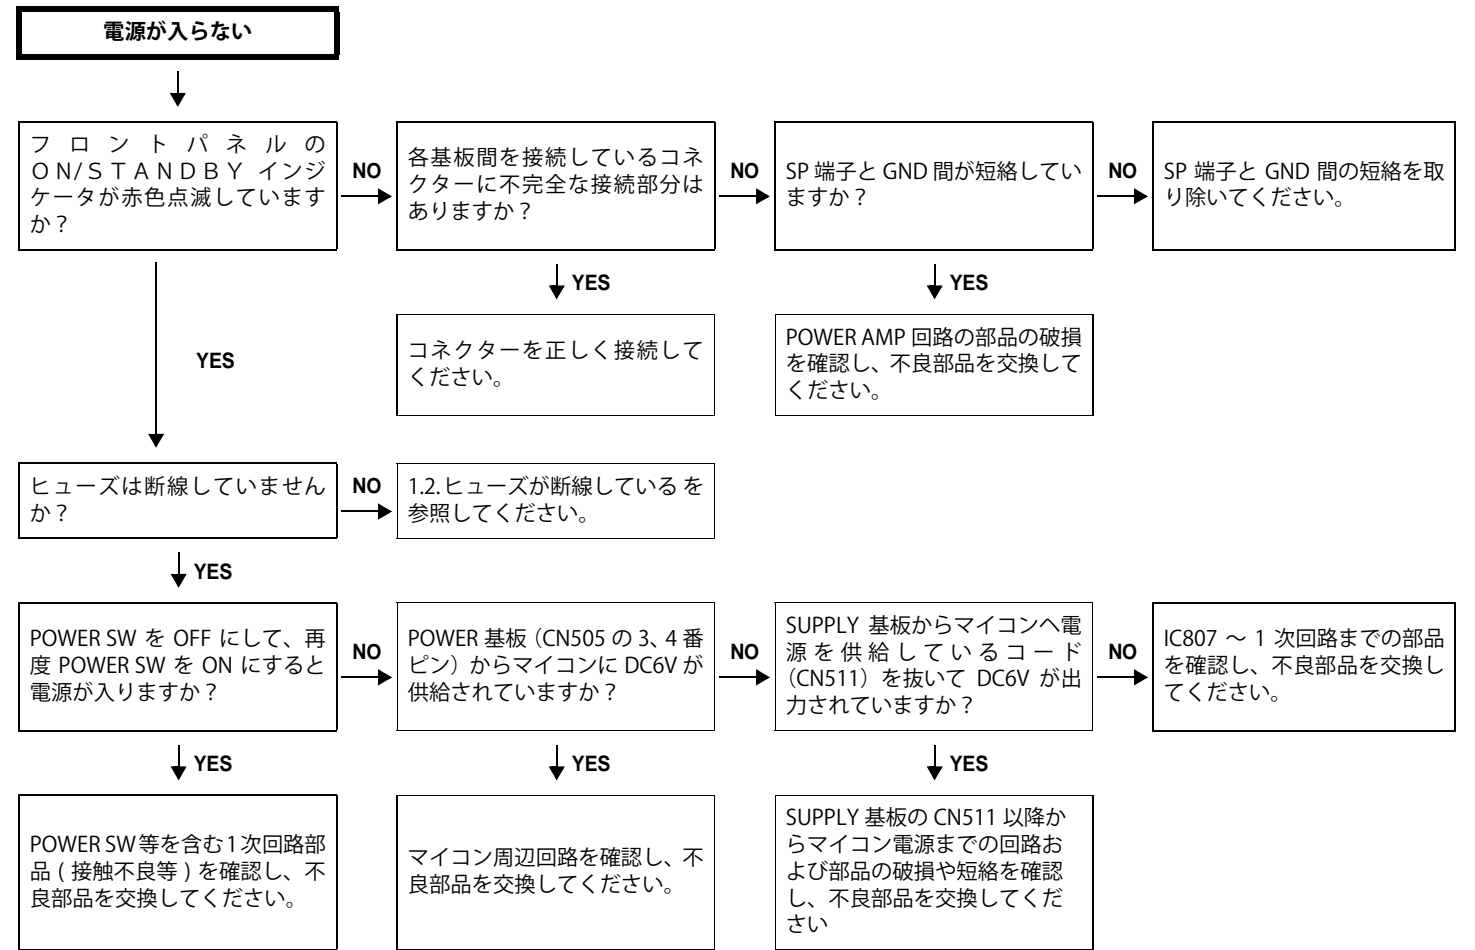 電源が入らない
フロントパネルの
ON/STANDBY インジ
ケータが赤色点滅しています
か？
NO
各基板間を接続しているコネ
クターに不完全な接続部分は
ありますか？
NO
SP 端子と GND 間が短絡してい
ますか？
NO
SP 端子と GND 間の短絡を取
り除いてください。
YES
コネクターを正しく接続して
ください。
YES
POWER AMP 回路の部品の破損
を確認し、不良部品を交換して
ください。
YES
ヒューズは断線していません
か？
NO
1.2.ヒューズが断線している を
参照してください。
YES
POWER SW を OFF にして、再
度 POWER SW を ON にすると
電源が入りますか？
NO
POWER 基板（CN505 の 3、4 番
ピン）からマイコンに DC6V が
供給されていますか？
NO
SUPPLY 基板からマイコンへ電
源を供給しているコード
（CN511）を抜いて DC6V が出
力されていますか？
NO
IC807 ～ 1 次回路までの部品
を確認し、不良部品を交換し
てください。
YES
POWER SW等を含む1次回路部
品 ( 接触不良等 ) を確認し、不
良部品を交換してください。
YES
マイコン周辺回路を確認し、不
良部品を交換してください。
YES
SUPPLY 基板の CN511 以降か
らマイコン電源までの回路お
よび部品の破損や短絡を確認
し、不良部品を交換してくだ
さい